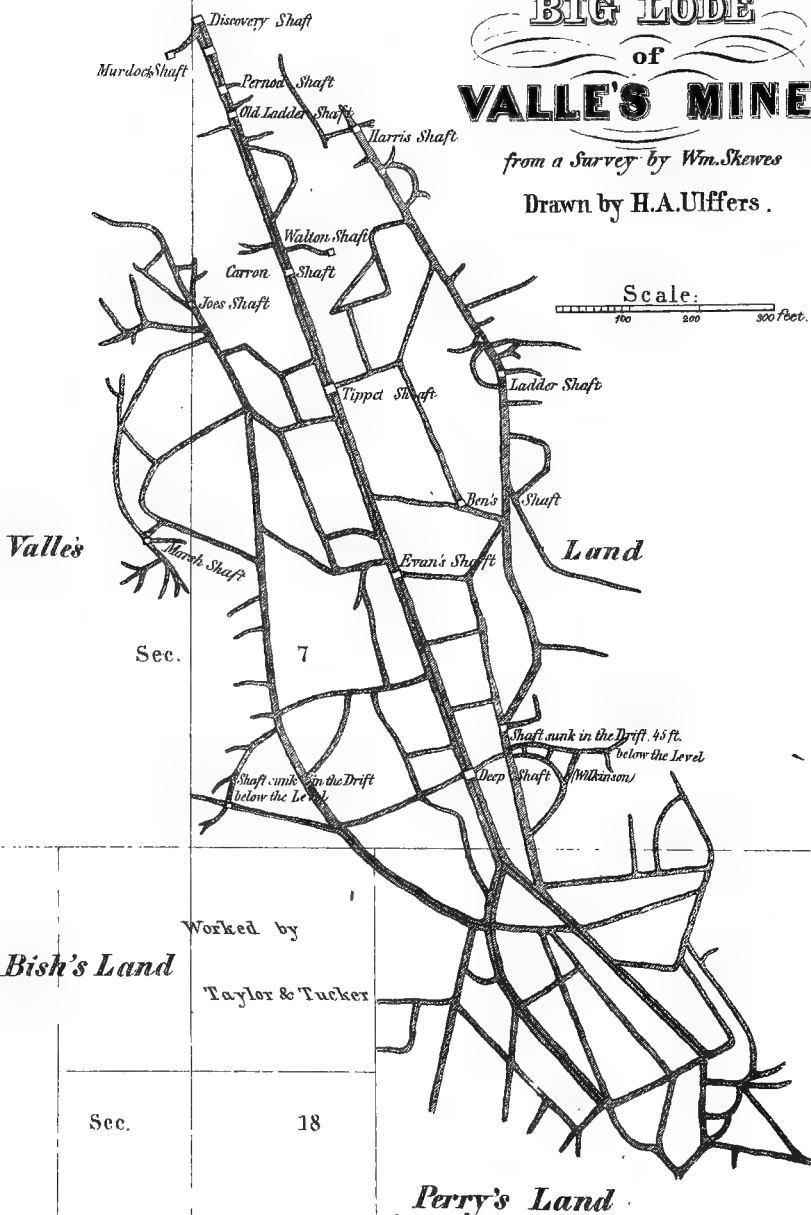 BIG LODE
of
VALLE'S MINE
from a Survey by Wm. Skewes
Drawn by H.A. Ulffers.
Scale:
100 200 300 feet.
Discovery Shaft
Murdock Shaft
Pernod Shaft
Old Ladder Shaft
Harris Shaft
Walton Shaft
Carron Shaft
Joes Shaft
Ladder Shaft
Tippet Shaft
Ben's Shaft
Valle's
Land
Marsh Shaft
Evan's Shafft
Sec. 7
Shaft sunk in the Drift. 45 ft.
below the Level
Shaft sunk in the Drift
below the Level
Deep Shaft
(Wilkinson)
Worked by
Bish's Land
Taylor & Tucker
Sec. 18
Perry's Land